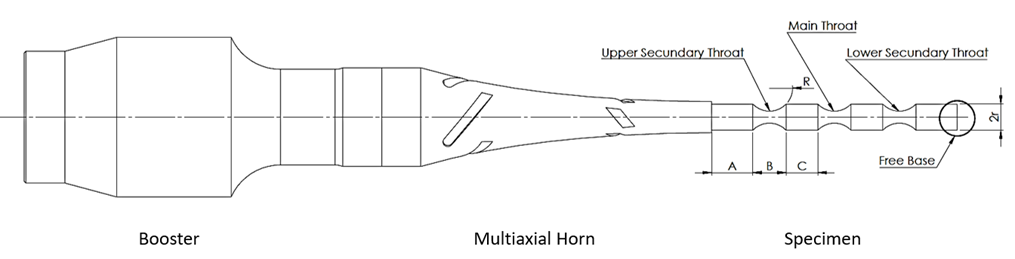 Main Throat
Upper Secundary Throat
Lower Secundary Throat
R
2r
Free Base
A
B
C
Booster
Multiaxial Horn
Specimen